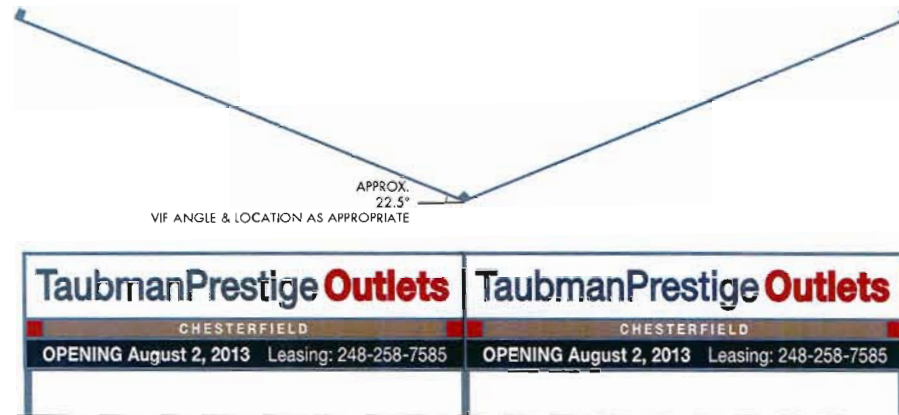 APPROX.
22.5°
VIF ANGLE & LOCATION AS APPROPRIATE
TaubmanPrestige Outlets
CHESTERFIELD
OPENING August 2, 2013 Leasing: 248-258-7585
TaubmanPrestige Outlets
CHESTERFIELD
OPENING August 2, 2013 Leasing: 248-258-7585